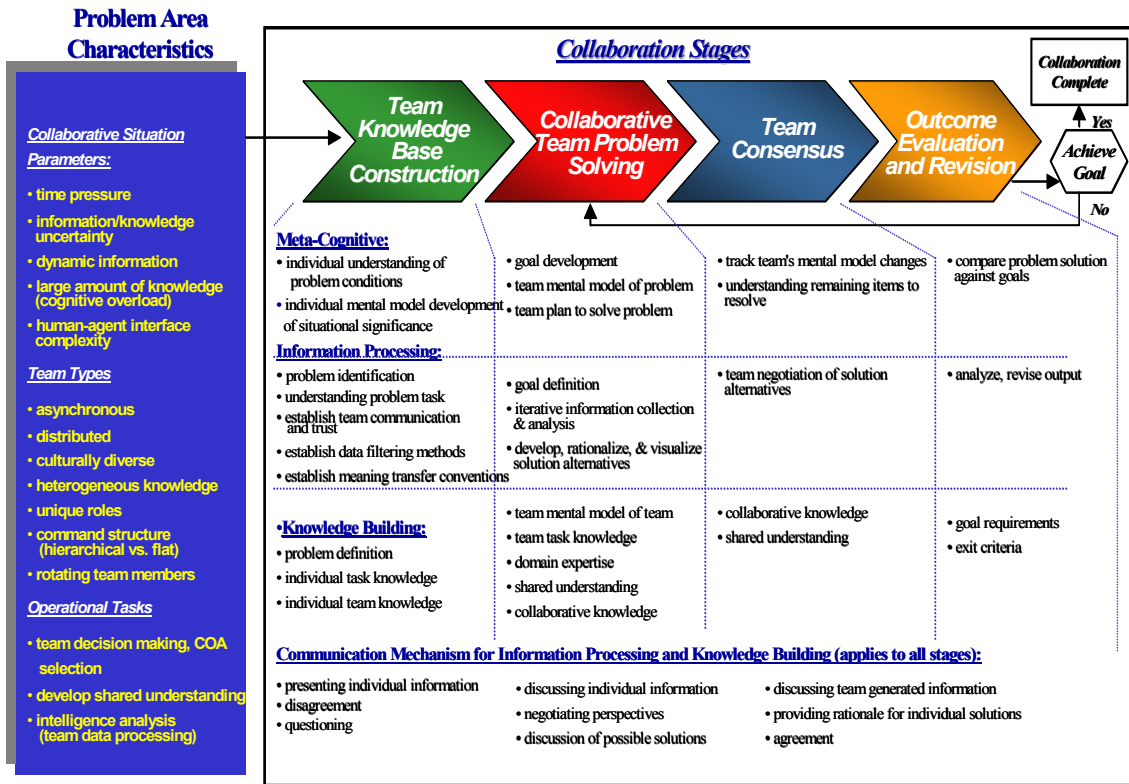 Problem Area
Characteristics
Collaborative Situation
Parameters:
• time pressure
• information/knowledge
uncertainty
• dynamic information
• large amount of knowledge
(cognitive overload)
• human-agent interface
complexity
Team Types
• asynchronous
• distributed
• culturally diverse
• heterogeneous knowledge
• unique roles
• command structure
(hierarchical vs. flat)
• rotating team members
Operational Tasks
• team decision making, COA
selection
• develop shared understanding
• intelligence analysis
(team data processing)
Collaboration Stages
Team
Knowledge
Base
Construction
Collaborative
Team Problem
Solving
Team
Consensus
Outcome
Evaluation
and Revision
Collaboration
Complete
Yes
Achieve
Goal
No
Meta-Cognitive:
• individual understanding of
problem conditions
• individual mental model development
of situational significance
• goal development
• team mental model of problem
• team plan to solve problem
• track team's mental model changes
• understanding remaining items to
resolve
• compare problem solution
against goals
Information Processing:
• problem identification
• understanding problem task
• establish team communication
and trust
• establish data filtering methods
• establish meaning transfer conventions
• goal definition
• iterative information collection
& analysis
• develop, rationalize, & visualize
solution alternatives
• team negotiation of solution
alternatives
• analyze, revise output
•Knowledge Building:
• problem definition
• individual task knowledge
• individual team knowledge
• team mental model of team
• team task knowledge
• domain expertise
• shared understanding
• collaborative knowledge
• collaborative knowledge
• shared understanding
• goal requirements
• exit criteria
Communication Mechanism for Information Processing and Knowledge Building (applies to all stages):
• presenting individual information
• disagreement
• questioning
• discussing individual information
• negotiating perspectives
• discussion of possible solutions
• discussing team generated information
• providing rationale for individual solutions
• agreement